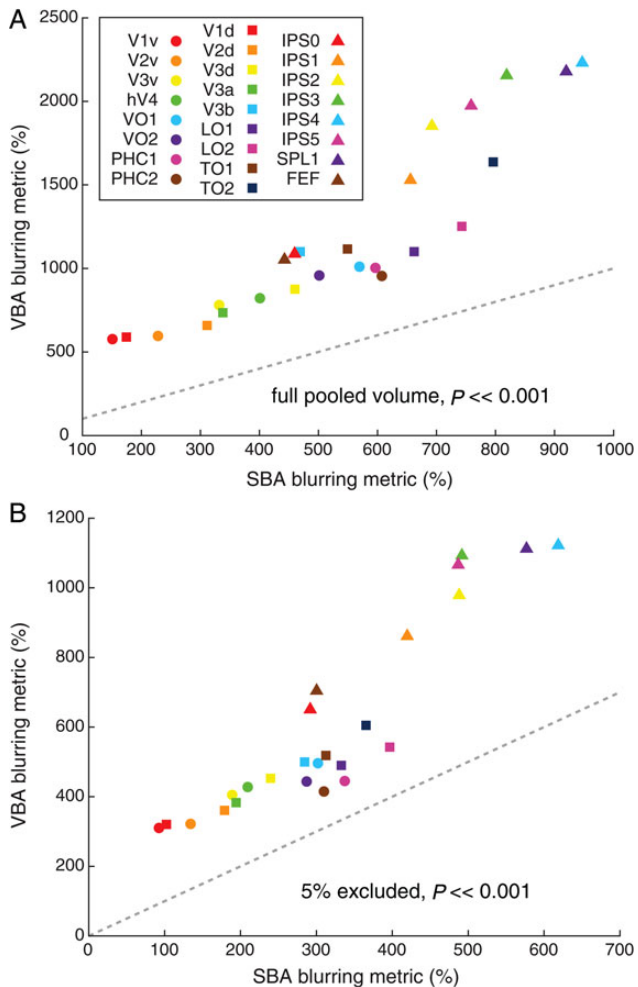 A
2500
2000
1500
1000
500
0
VBA blurring metric (%)
V1v
V2v
V3v
hV4
VO1
VO2
PHC1
PHC2
V1d
V2d
V3d
V3a
V3b
LO1
LO2
TO1
TO2
IPS0
IPS1
IPS2
IPS3
IPS4
IPS5
SPL1
FEF
full pooled volume, P << 0.001
100 200 300 400 500 600 700 800 900 1000
SBA blurring metric (%)
B
1200
1000
800
600
400
200
0
VBA blurring metric (%)
5% excluded, P << 0.001
0 100 200 300 400 500 600 700
SBA blurring metric (%)